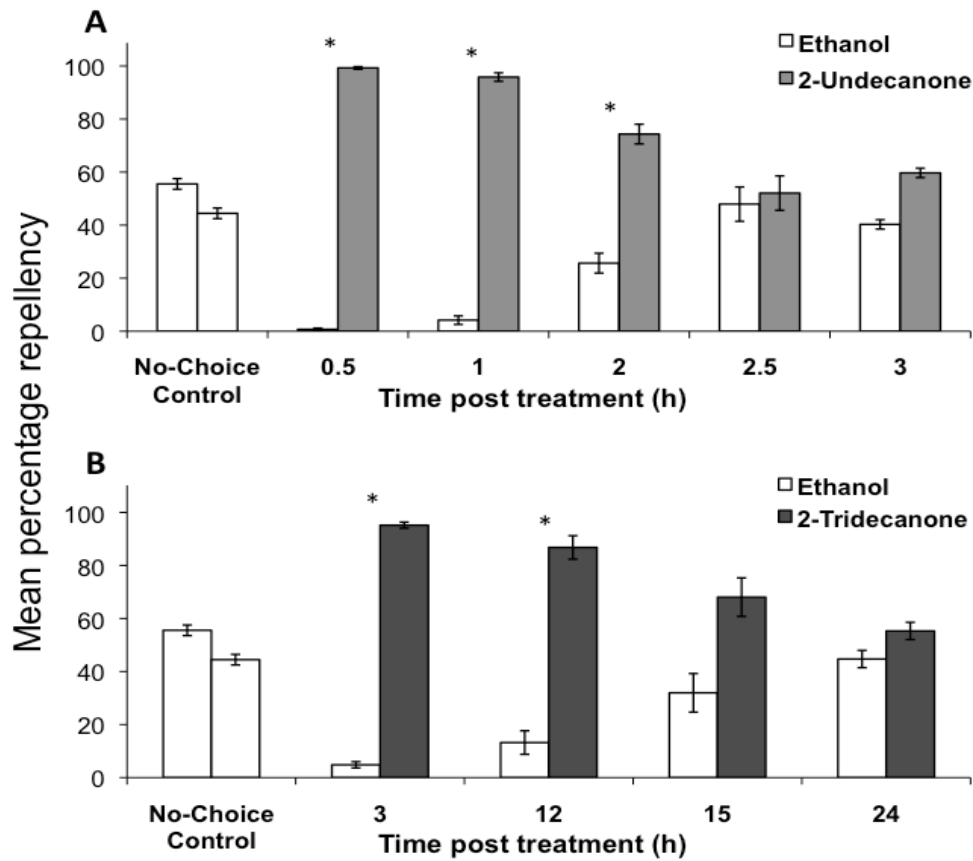 A
Ethanol
2-Undecanone
*
*
*
100
80
60
40
20
0
No-Choice
Control
0.5
1
2
2.5
3
Time post treatment (h)
Mean percentage repellency
B
Ethanol
2-Tridecanone
*
*
100
80
60
40
20
0
No-Choice
Control
3
12
15
24
Time post treatment (h)